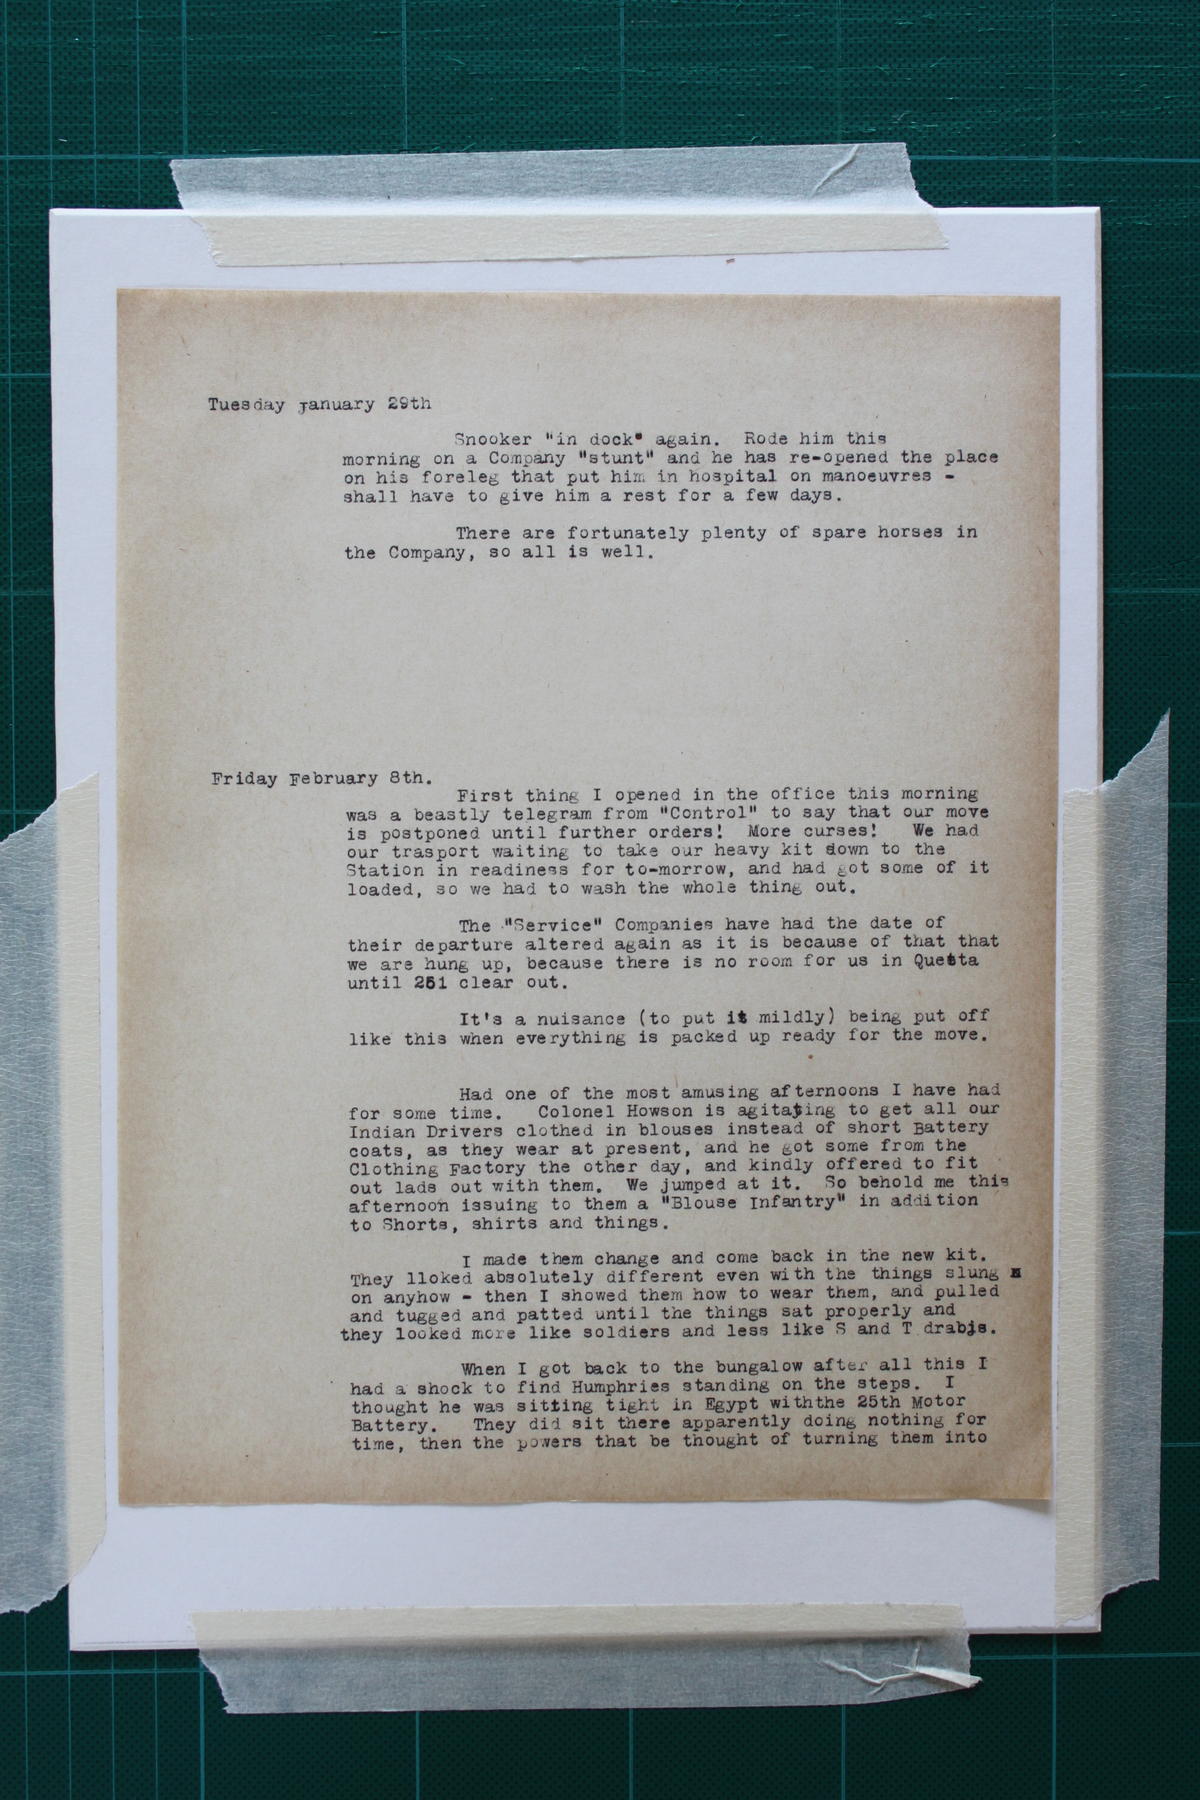 Tuesday January 29th
Snooker "in dock" again. Rode him this
morning on a Company "stunt" and he has re-opened the place
on his foreleg that put him in hospital on manoeuvres -
shall have to give him a rest for a few days.
There are fortunately plenty of spare horses in
the Company, so all is well.
Friday February 8th.
First thing I opened in the office this morning
was a beastly telegram from "Control" to say that our move
is postponed until further orders! More curses! We had
our trasport waiting to take our heavy kit down to the
Station in readiness for to-morrow, and had got some of it
loaded, so we had to wash the whole thing out.
The "Service" Companies have had the date of
their departure altered again as it is because of that that
we are hung up, because there is no room for us in Quetta
until 251 clear out.
It's a nuisance (to put it mildly) being put off
like this when everything is packed up ready for the move.
Had one of the most amusing afternoons I have had
for some time. Colonel Howson is agitating to get all our
Indian Drivers clothed in blouses instead of short Battery
coats, as they wear at present, and he got some from the
Clothing Factory the other day, and kindly offered to fit
out lads out with them. We jumped at it. So behold me this
afternoon issuing to them a "Blouse Infantry" in addition
to Shorts, shirts and things.
I made them change and come back in the new kit.
They lloked absolutely different even with the things slung
on anyhow - then I showed them how to wear them, and pulled
and tugged and patted until the things sat properly and
they looked more like soldiers and less like S and T drabis.
When I got back to the bungalow after all this I
had a shock to find Humphries standing on the steps. I
thought he was sitting tight in Egypt withthe 25th Motor
Battery. They did sit there apparently doing nothing for
time, then the powers that be thought of turning them into